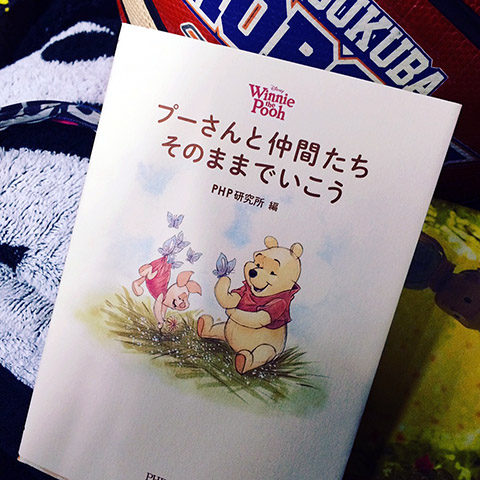 TSUKUBA
Disney
Winnie
the
Pooh
プーさんと仲間たち
そのままでいこう
PHP研究所 編